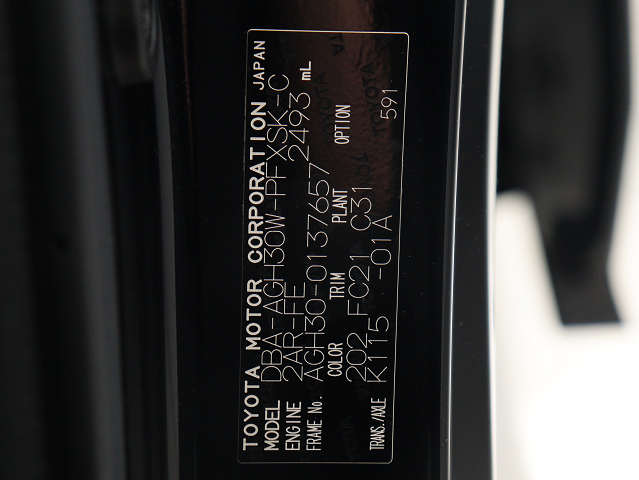 TOYOTA MOTOR CORPORATION JAPAN
MODEL DBA-AGH30W-PFXSK-C
ENGINE 2AR-FE 2493 mL
FRAME No. AGH30-0137657
COLOR TRIM PLANT OPTION
202 FC21 C31
TRANS./AXLE K115 -01A 591